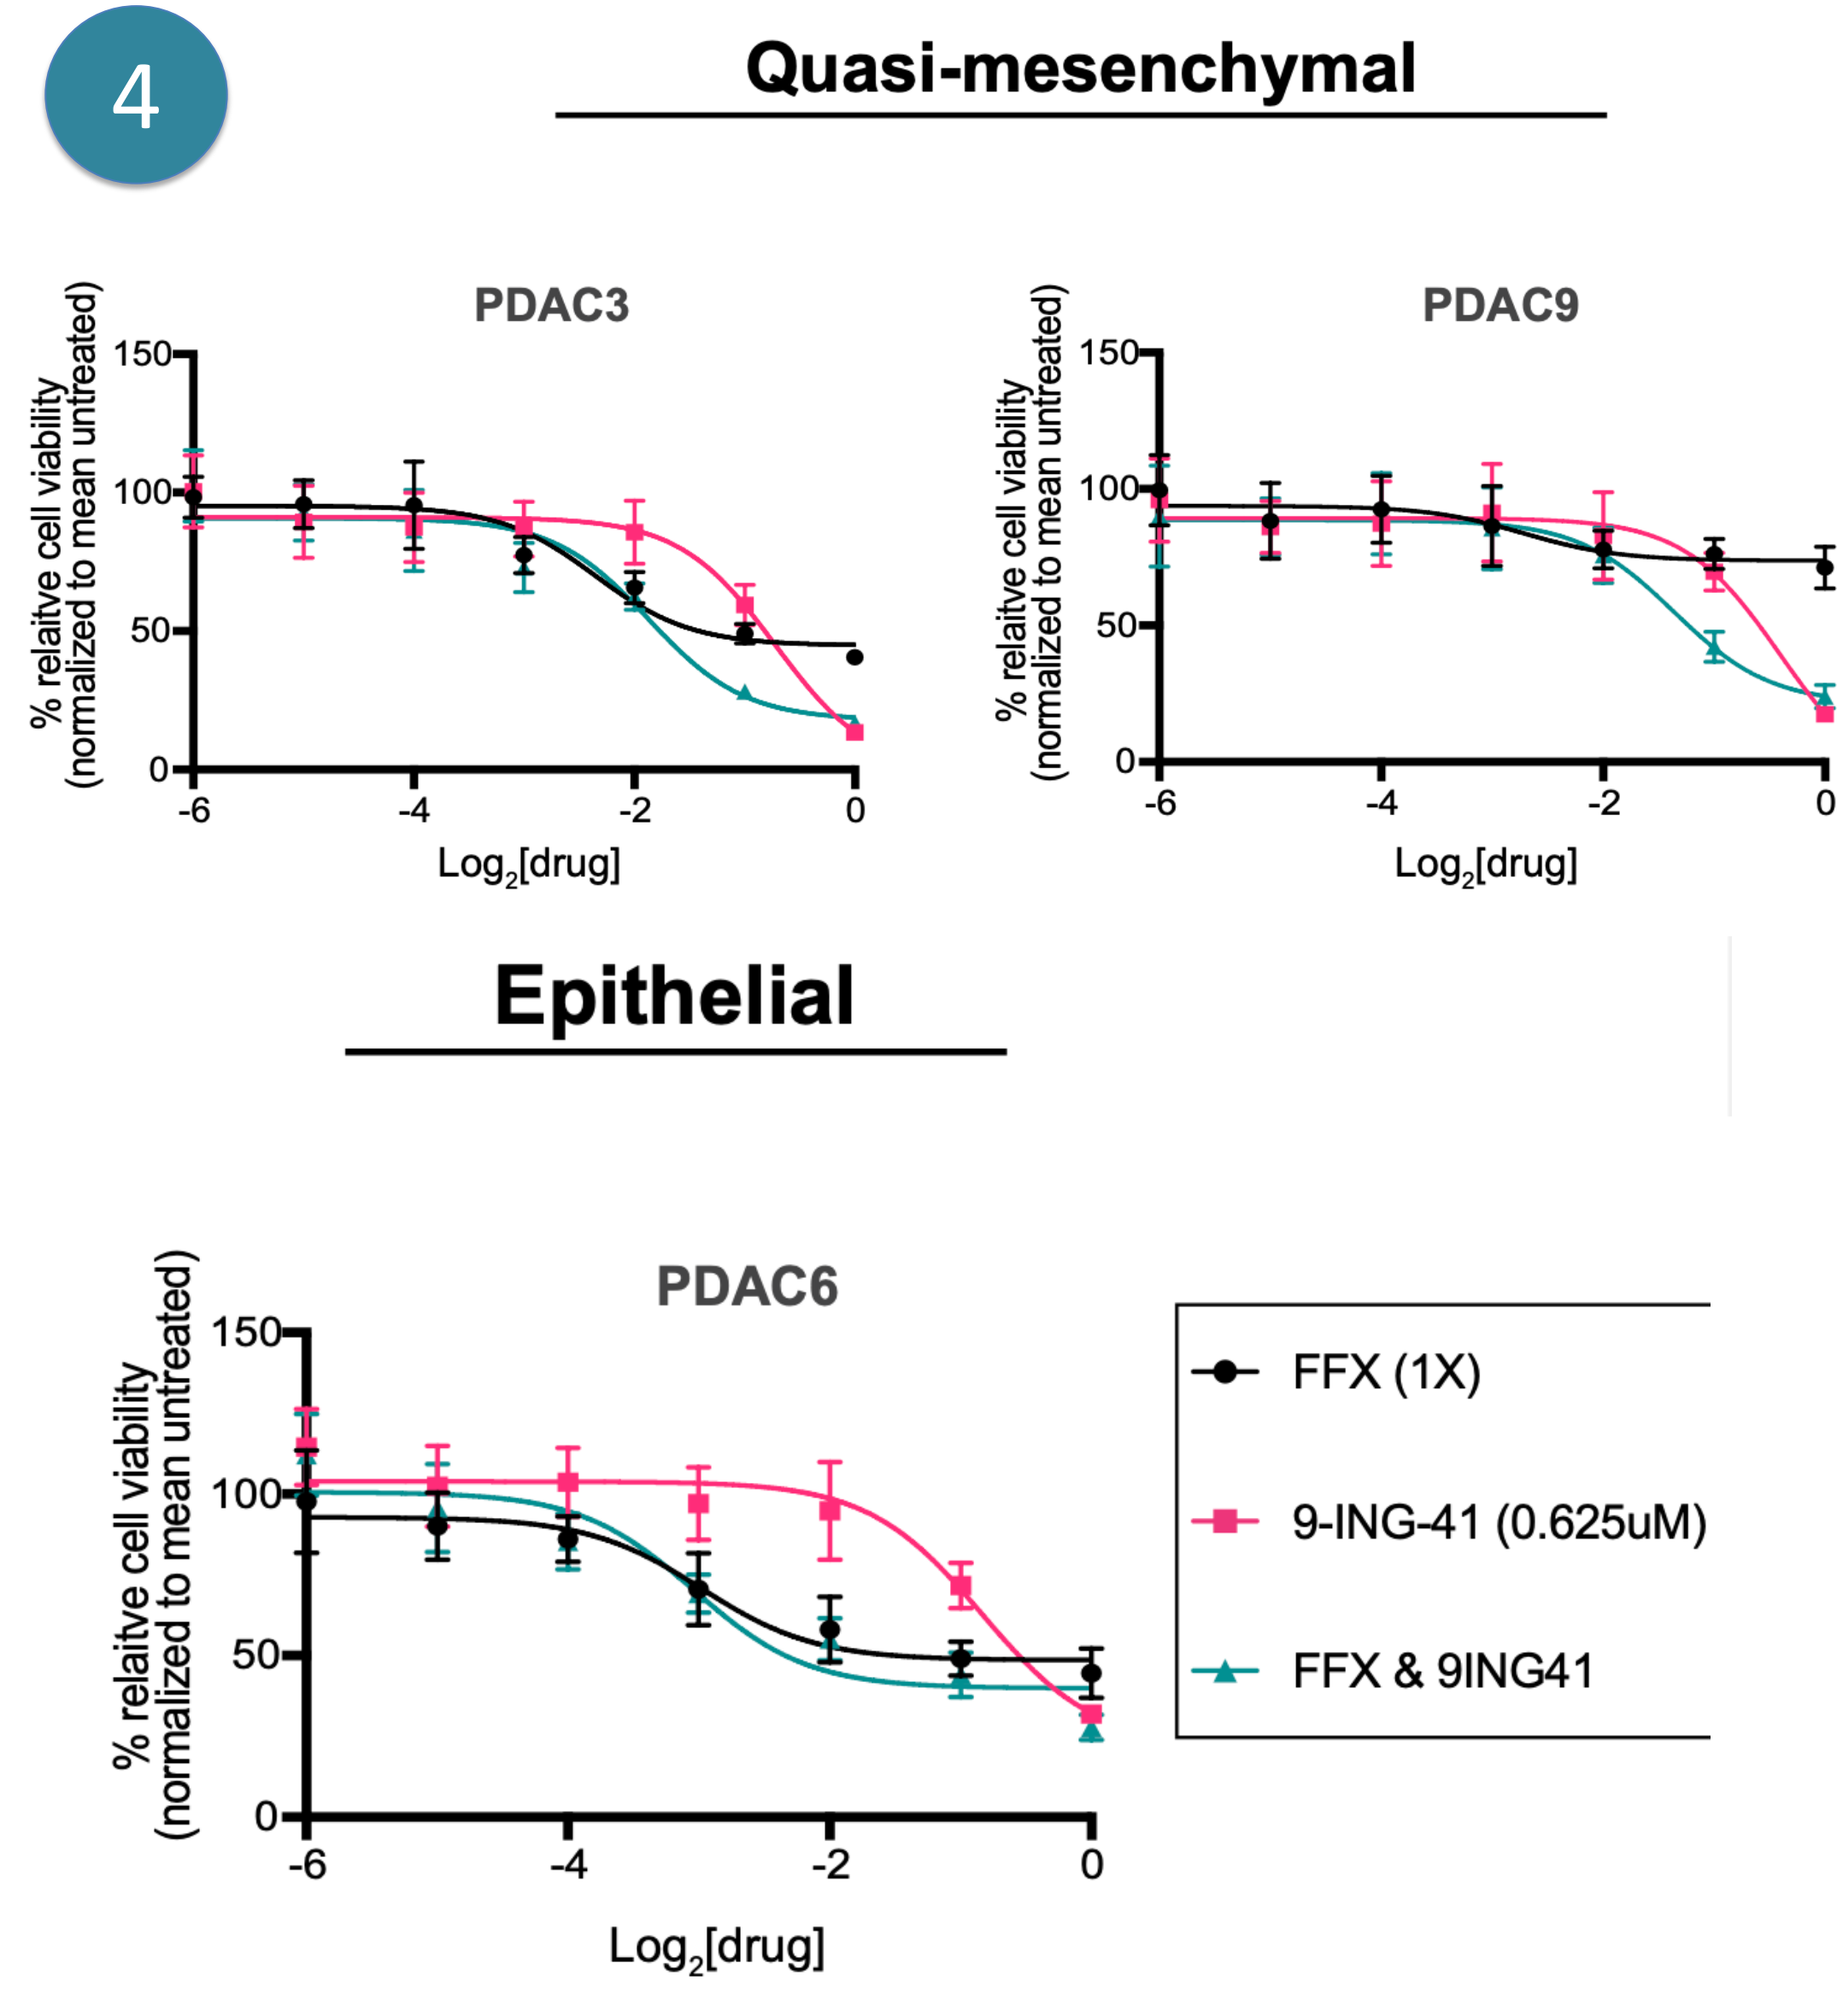 4
Quasi-mesenchymal
PDAC3
% relaitve cell viability
(normalized to mean untreated)
150
100
50
0
-6 -4 -2 0
Log2[drug]
PDAC9
% relaitve cell viability
(normalized to mean untreated)
150
100
50
0
-6 -4 -2 0
Log2[drug]
Epithelial
PDAC6
% relaitve cell viability
(normalized to mean untreated)
150
100
50
0
-6 -4 -2 0
Log2[drug]
FFX (1X)
9-ING-41 (0.625uM)
FFX & 9ING41